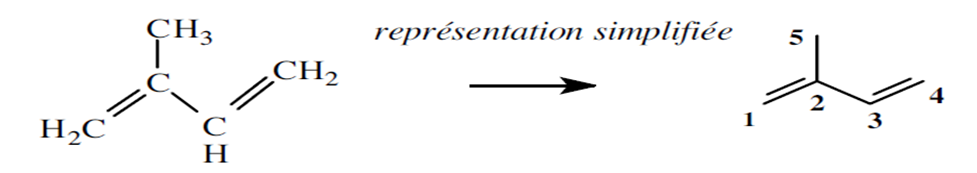 CH3
représentation simplifiée
C
CH2
H2C
C
H
5
1
2
3
4